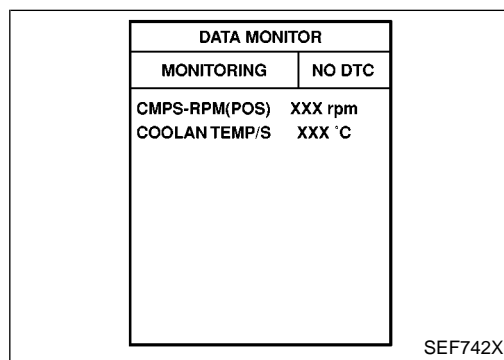 DATA MONITOR
MONITORING NO DTC
CMPS-RPM(POS) XXX rpm
COOLAN TEMP/S XXX °C
SEF742X